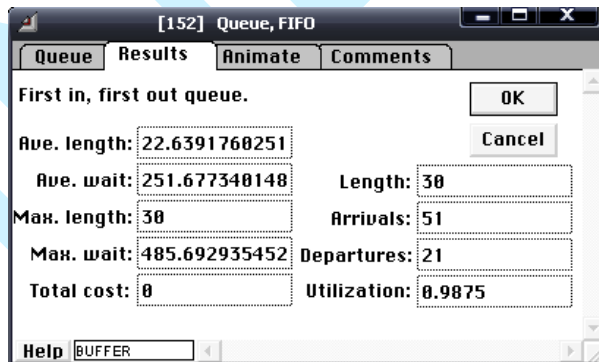 [152] Queue, FIFO
Queue Results Animate Comments
First in, first out queue.
OK
Cancel
Ave. length: 22.6391760251
Ave. wait: 251.677340148
Length: 30
Max. length: 30
Arrivals: 51
Max. wait: 485.692935452
Departures: 21
Total cost: 0
Utilization: 0.9875
Help BUFFER